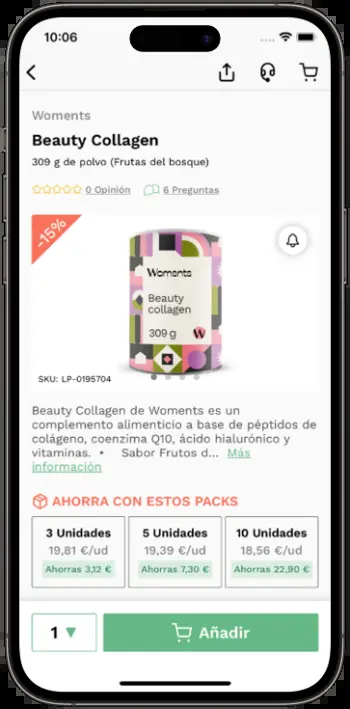 10:06
Woments
Beauty Collagen
309 g de polvo (Frutas del bosque)
0 Opinión 6 Preguntas
-15%
Woments
Beauty
collagen
309 g W
SKU: LP-0195704
Beauty Collagen de Woments es un
complemento alimenticio a base de péptidos de
colágeno, coenzima Q10, ácido hialurónico y
vitaminas. • Sabor Frutos d... Más
información
AHORRA CON ESTOS PACKS
3 Unidades 5 Unidades 10 Unidades
19,81 €/ud 19,39 €/ud 18,56 €/ud
Ahorras 3,12 € Ahorras 7,30 € Ahorras 22,90 €
1 ▼ Añadir